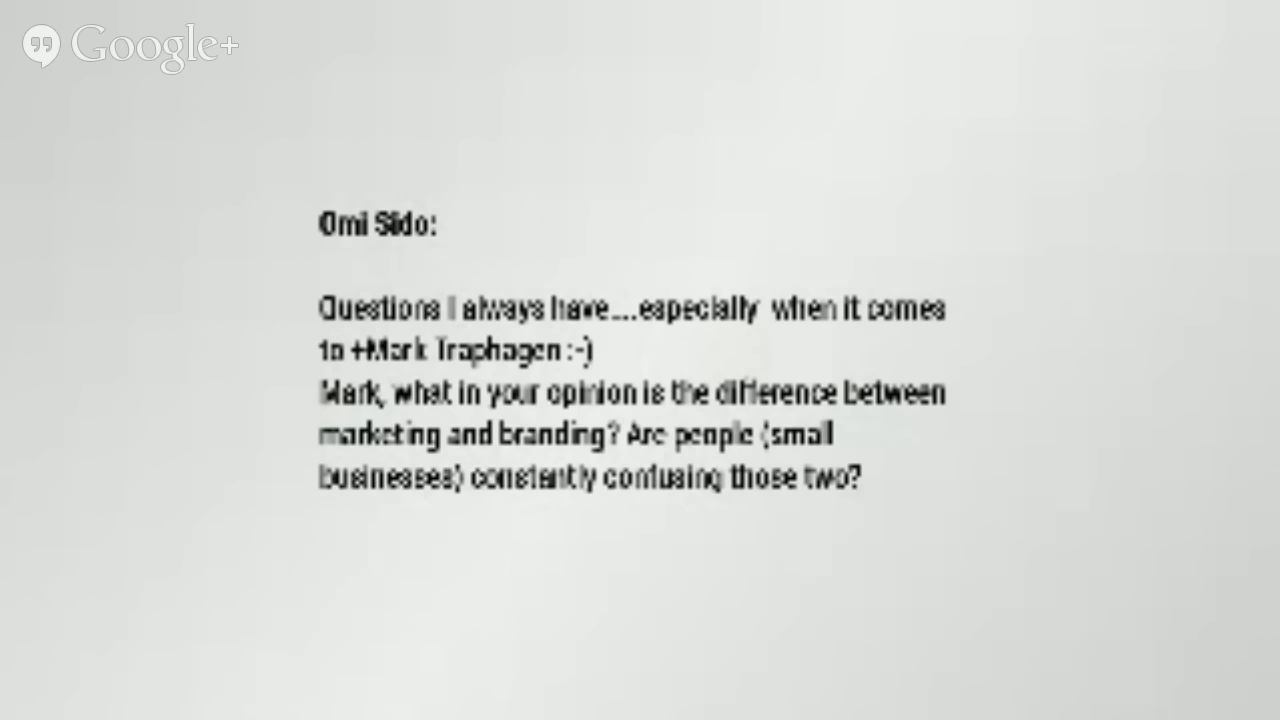 Google+
Omi Sido:
Questions I always have....especially when it comes
to +Mark Traphagen :-)
Mark, what in your opinion is the difference between
marketing and branding? Are people (small
businesses) constantly confusing those two?